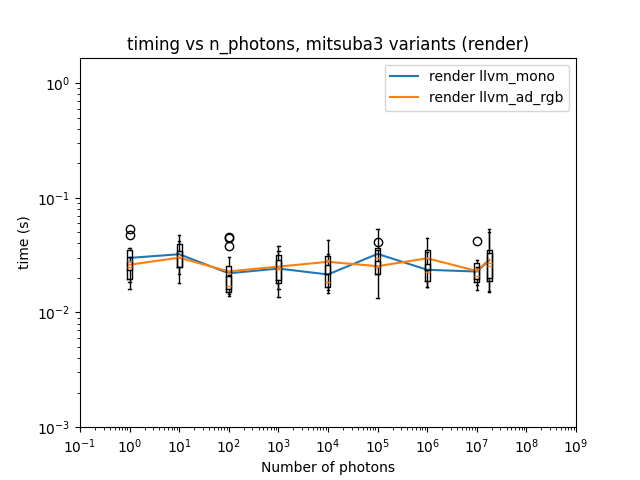 timing vs n_photons, mitsuba3 variants (render)
render llvm_mono
render llvm_ad_rgb
time (s)
10⁰
10⁻¹
10⁻²
10⁻³
10⁻¹ 10⁰ 10¹ 10² 10³ 10⁴ 10⁵ 10⁶ 10⁷ 10⁸ 10⁹
Number of photons